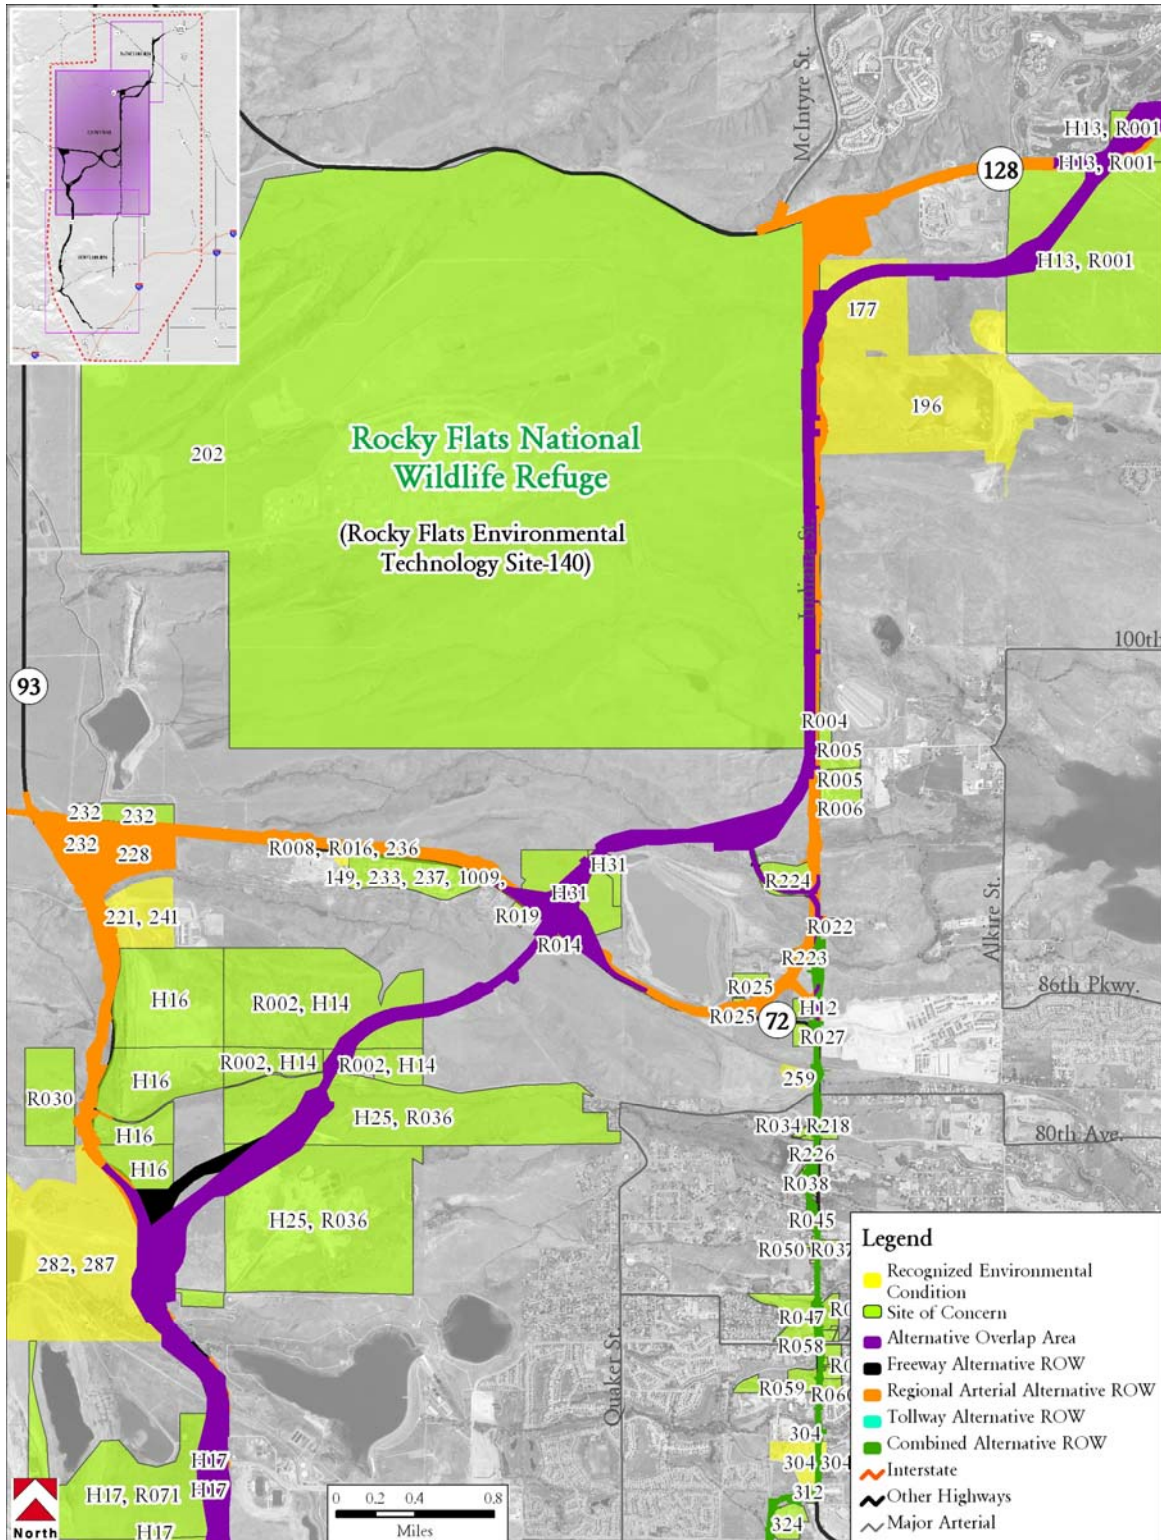 McIntyre St.
H13, R001
128
H13, R001
H13, R001
177
196
202
Rocky Flats National
Wildlife Refuge
(Rocky Flats Environmental
Technology Site-140)
Indiana St.
100th
93
R004
R005
R005
R006
232
232
232
228
R008, R016, 236
149, 233, 237, 1009,
H31
H31
R224
221, 241
R019
R014
R022
R223
Alkire St.
H16
R002, H14
R025
86th Pkwy.
R025
72
H12
R027
R002, H14
R002, H14
H16
259
R030
H25, R036
H16
R034
R218
80th Ave.
H16
R226
R038
H25, R036
R045
282, 287
R050
R037
R047
R058
Quaker St.
R059
R060
304
304
304
H17
H17
H17, R071
H17
312
324
Legend
Recognized Environmental
Condition
Site of Concern
Alternative Overlap Area
Freeway Alternative ROW
Regional Arterial Alternative ROW
Tollway Alternative ROW
Combined Alternative ROW
Interstate
Other Highways
Major Arterial
North
0 0.2 0.4 0.8
Miles